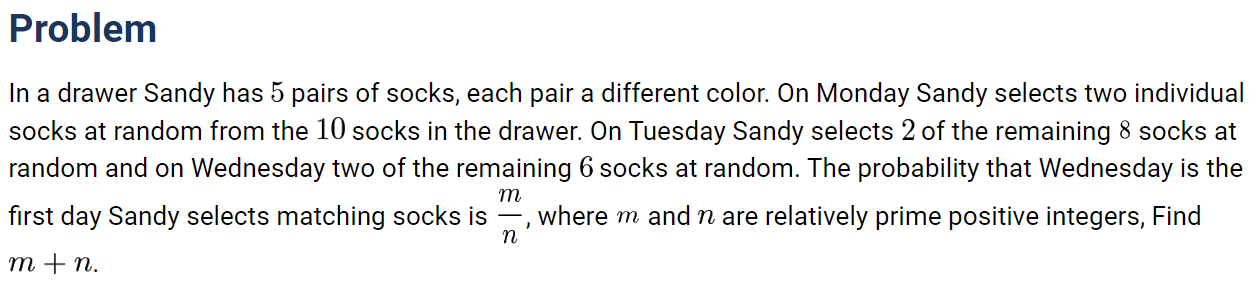 Problem
In a drawer Sandy has 5 pairs of socks, each pair a different color. On Monday Sandy selects two individual
socks at random from the 10 socks in the drawer. On Tuesday Sandy selects 2 of the remaining 8 socks at
random and on Wednesday two of the remaining 6 socks at random. The probability that Wednesday is the
first day Sandy selects matching socks is \frac{m}{n}, where m and n are relatively prime positive integers, Find
m + n.